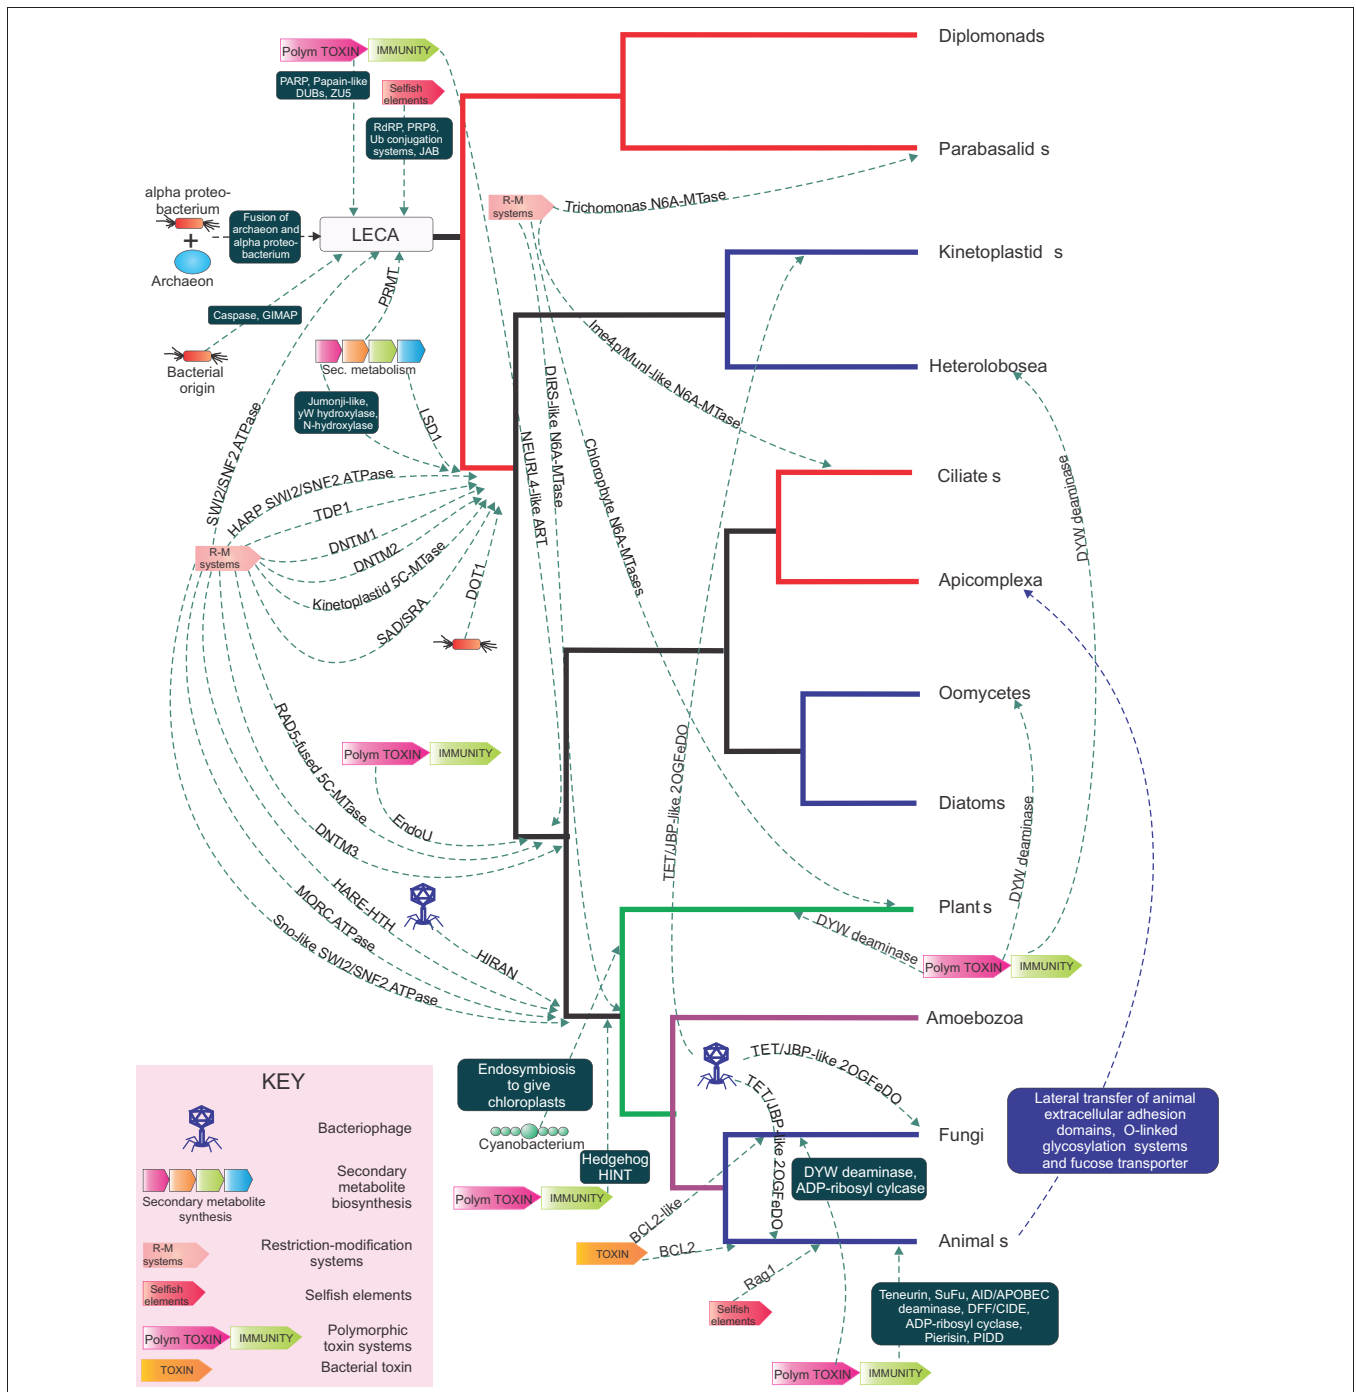 Polym TOXIN
IMMUNITY
PARP, Papain-like
DUBs, ZU5
Selfish
elements
RdRP, PRP8,
Ub conjugation
systems, JAB
Diplomonads
Parabasalid s
alpha proteo-
bacterium
+
Archaeon
Fusion of
archaeon and
alpha proteo-
bacterium
LECA
R-M
systems
Trichomonas N6A-MTase
Kinetoplastid s
PRMT
Caspase, GIMAP
Bacterial
origin
Sec. metabolism
Jumonji-like,
yW hydroxylase,
N-hydroxylase
LSD1
Ime4p/MunI-like N6A-MTase
DIRS-like N6A-MTase
NEURL4-like ART
Chlorophyte N6A-MTases
Heterolobosea
DYW deaminase
Ciliate s
Apicomplexa
SWI2/SNF2 ATPase
HARP SWI2/SNF2 ATPase
TDP1
DNTM1
DNTM2
Kinetoplastid 5C-MTase
SAD/SRA
DOT1
R-M
systems
Oomycetes
Diatoms
RAD5-fused 5C-MTase
DNTM3
Polym TOXIN
IMMUNITY
EndoU
TET/JBP-like 2OGFeDO
DYW deaminase
HARE-HTH
MORC ATPase
Sno-like SWI2/SNF2 ATPase
HIRAN
Plant s
DYW deaminase
Polym TOXIN
IMMUNITY
Amoebozoa
Endosymbiosis
to give
chloroplasts
Cyanobacterium
TET/JBP-like 2OGFeDO
TET/JBP-like 2OGFeDO
Fungi
Lateral transfer of animal
extracellular adhesion
domains, O-linked
glycosylation systems
and fucose transporter
Hedgehog
HINT
Polym TOXIN
IMMUNITY
DYW deaminase,
ADP-ribosyl cylcase
BCL2-like
TOXIN
BCL2
Animal s
Rag1
Selfish
elements
Teneurin, SuFu, AID/APOBEC
deaminase, DFF/CIDE,
ADP-ribosyl cyclase,
Pierisin, PIDD
Polym TOXIN
IMMUNITY
KEY
Bacteriophage
Secondary metabolite
synthesis
Secondary
metabolite
biosynthesis
R-M
systems
Restriction-modification
systems
Selfish
elements
Selfish elements
Polym TOXIN
IMMUNITY
Polymorphic
toxin systems
TOXIN
Bacterial toxin